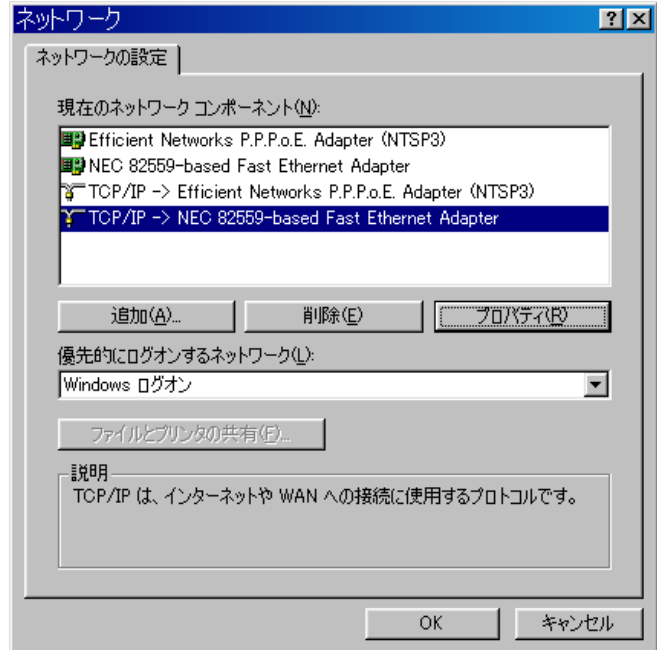 ネットワーク
ネットワークの設定
現在のネットワーク コンポーネント(N):
Efficient Networks P.P.P.o.E. Adapter (NTSP3)
NEC 82559-based Fast Ethernet Adapter
TCP/IP -> Efficient Networks P.P.P.o.E. Adapter (NTSP3)
TCP/IP -> NEC 82559-based Fast Ethernet Adapter
追加(A)... 削除(E) プロパティ(R)
優先的にログオンするネットワーク(L):
Windows ログオン
ファイルとプリンタの共有(F)...
説明
TCP/IP は、インターネットや WAN への接続に使用するプロトコルです。
OK キャンセル